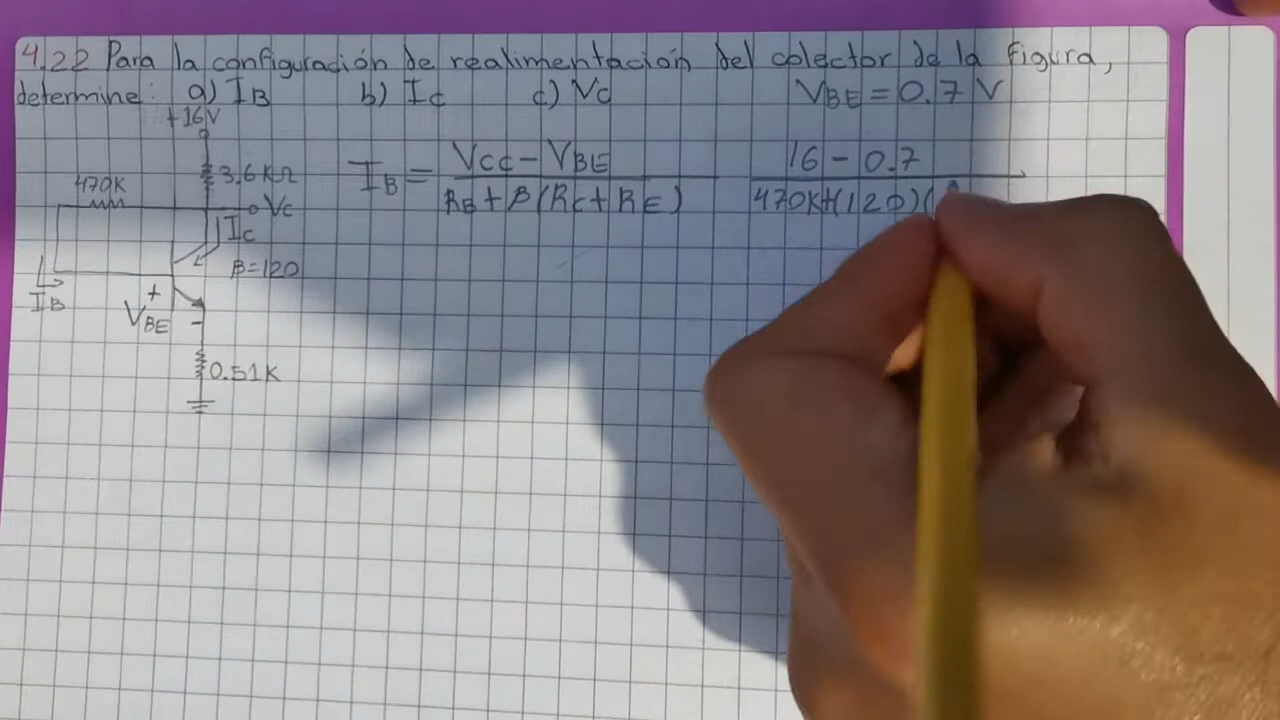 4.22 Para la configuración de realimentación del colector de la figura,
determine: a) IB b) Ic c) Vc VBE = 0.7 V
+16V
3.6 KΩ
470K
Vc
Ic
β=120
IB
+
VBE
-
0.51K
IB = VCC - VBE / RB + β(RC + RE)
16 - 0.7
470K+(120)(